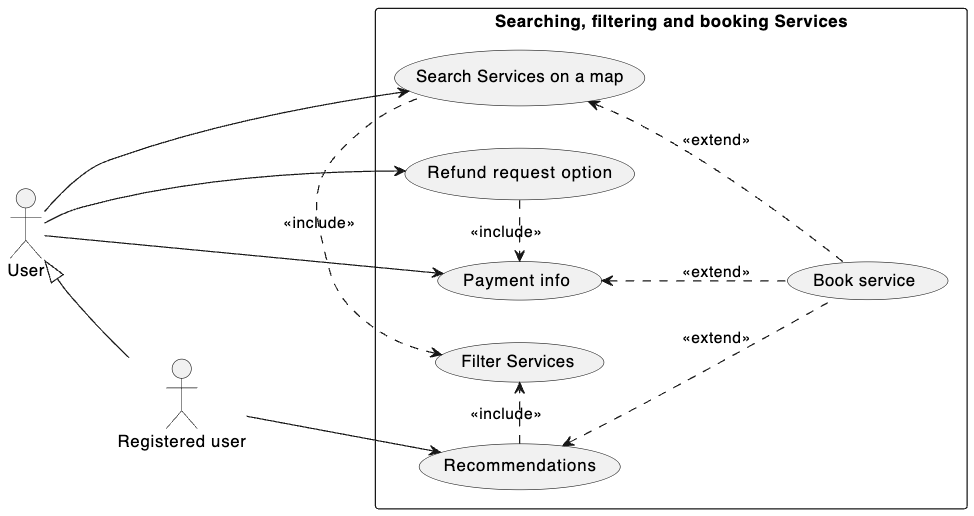 Searching, filtering and booking Services
Search Services on a map
«extend»
Refund request option
«include»
«include»
User
Payment info
«extend»
Book service
«extend»
Filter Services
«include»
Registered user
Recommendations